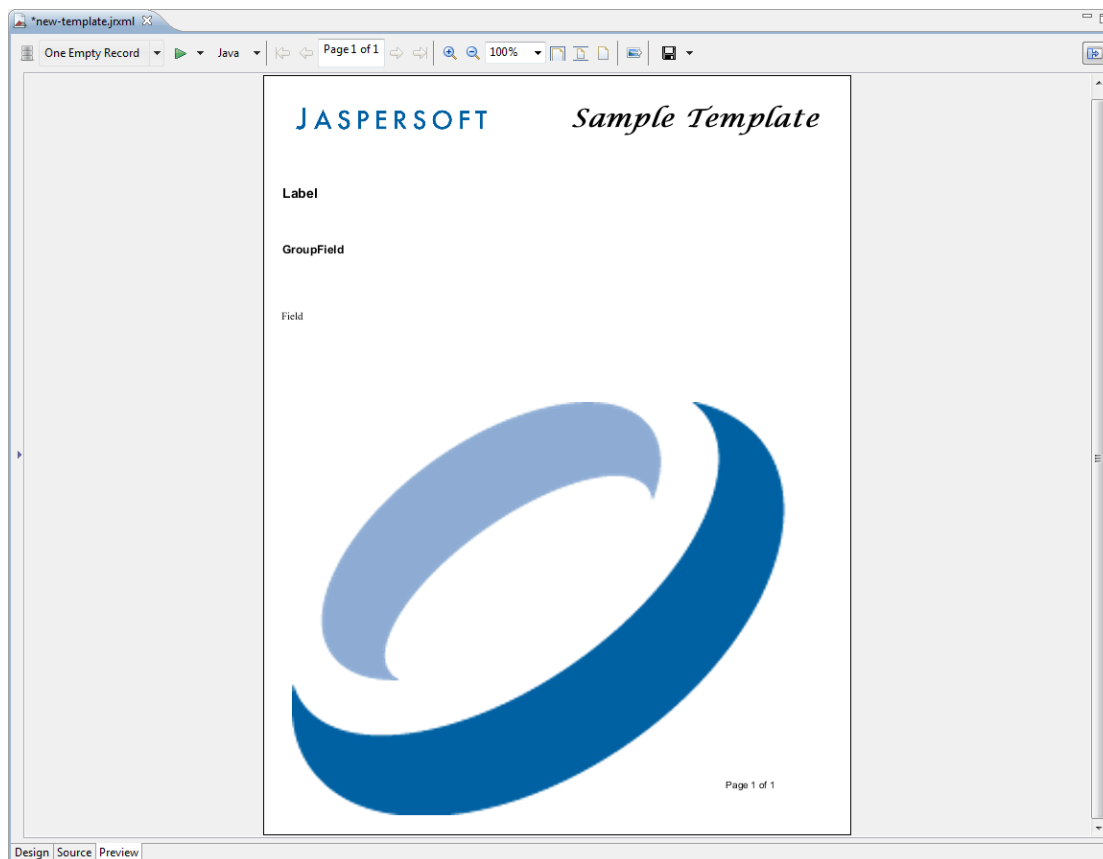 *new-template.jrxml
One Empty Record Java Page 1 of 1 100%
JASPERSOFT Sample Template
Label
GroupField
Field
Page 1 of 1
Design Source Preview